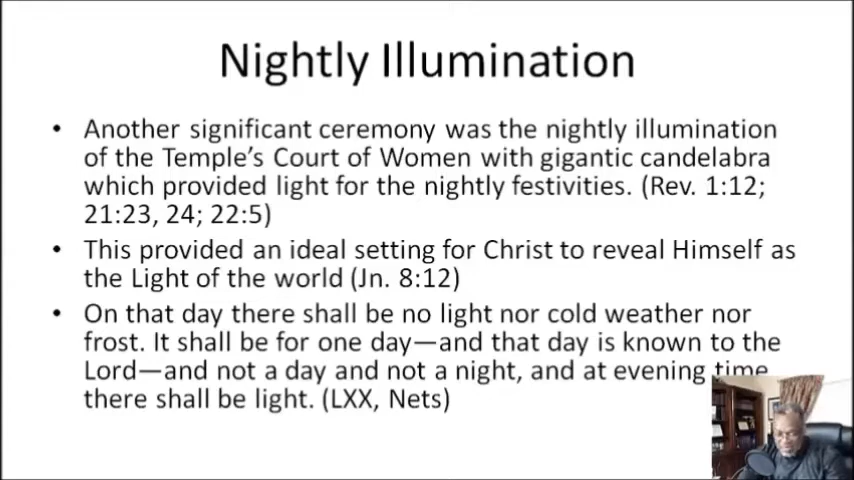 Nightly Illumination
• Another significant ceremony was the nightly illumination
of the Temple's Court of Women with gigantic candelabra
which provided light for the nightly festivities. (Rev. 1:12;
21:23, 24; 22:5)
• This provided an ideal setting for Christ to reveal Himself as
the Light of the world (Jn. 8:12)
• On that day there shall be no light nor cold weather nor
frost. It shall be for one day—and that day is known to the
Lord—and not a day and not a night, and at evening time
there shall be light. (LXX, Nets)